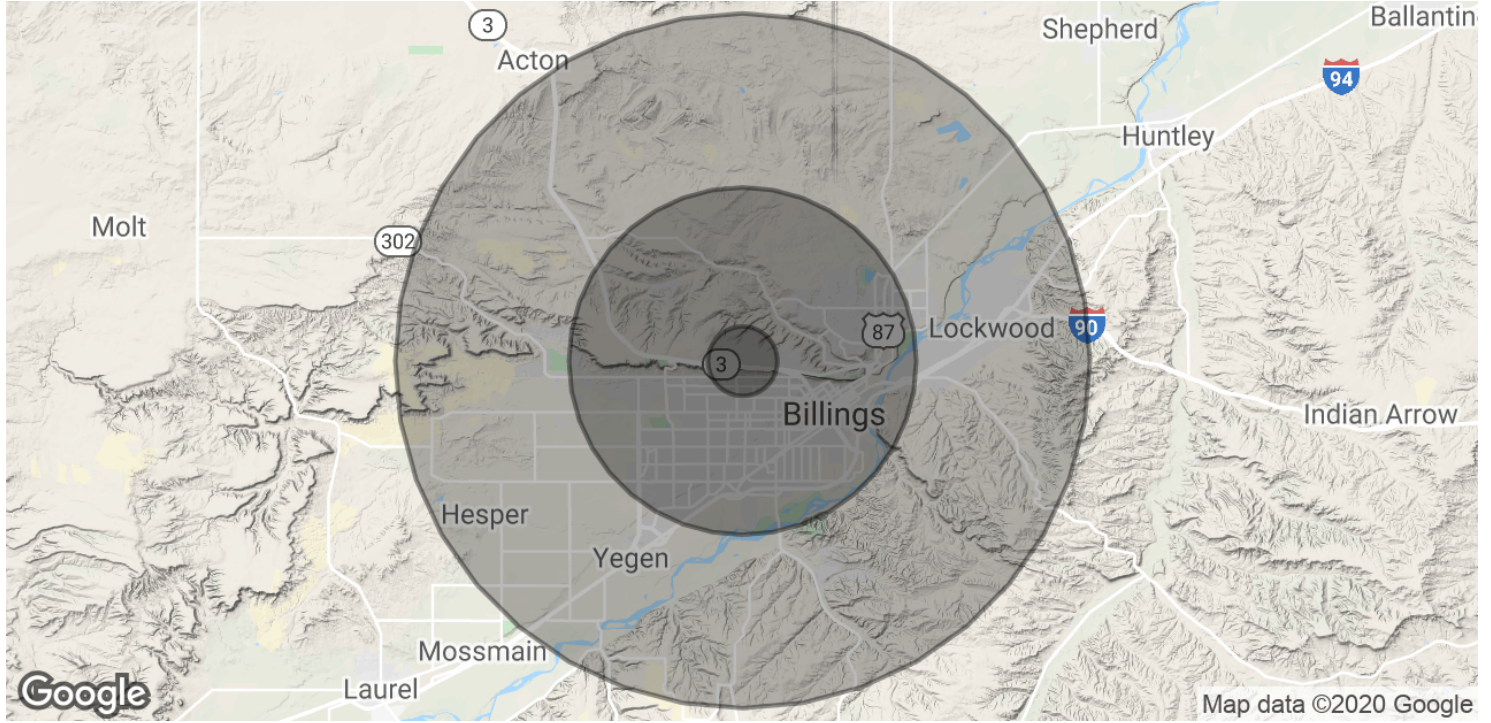 3
Shepherd
Ballantin
Acton
94
Huntley
Molt
302
87
Lockwood
90
3
Billings
Indian Arrow
Hesper
Yegen
Mossmain
Laurel
Google
Map data ©2020 Google